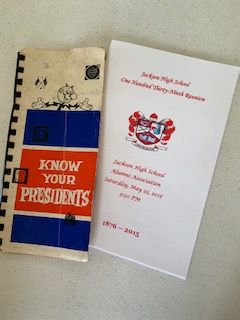 KNOW
YOUR
PRESIDENTS
Jackson High School
One Hundred Thirty-Ninth Reunion
Jackson High School
Alumni Association
Saturday, May 23, 2015
5:30 PM
1876 – 2015